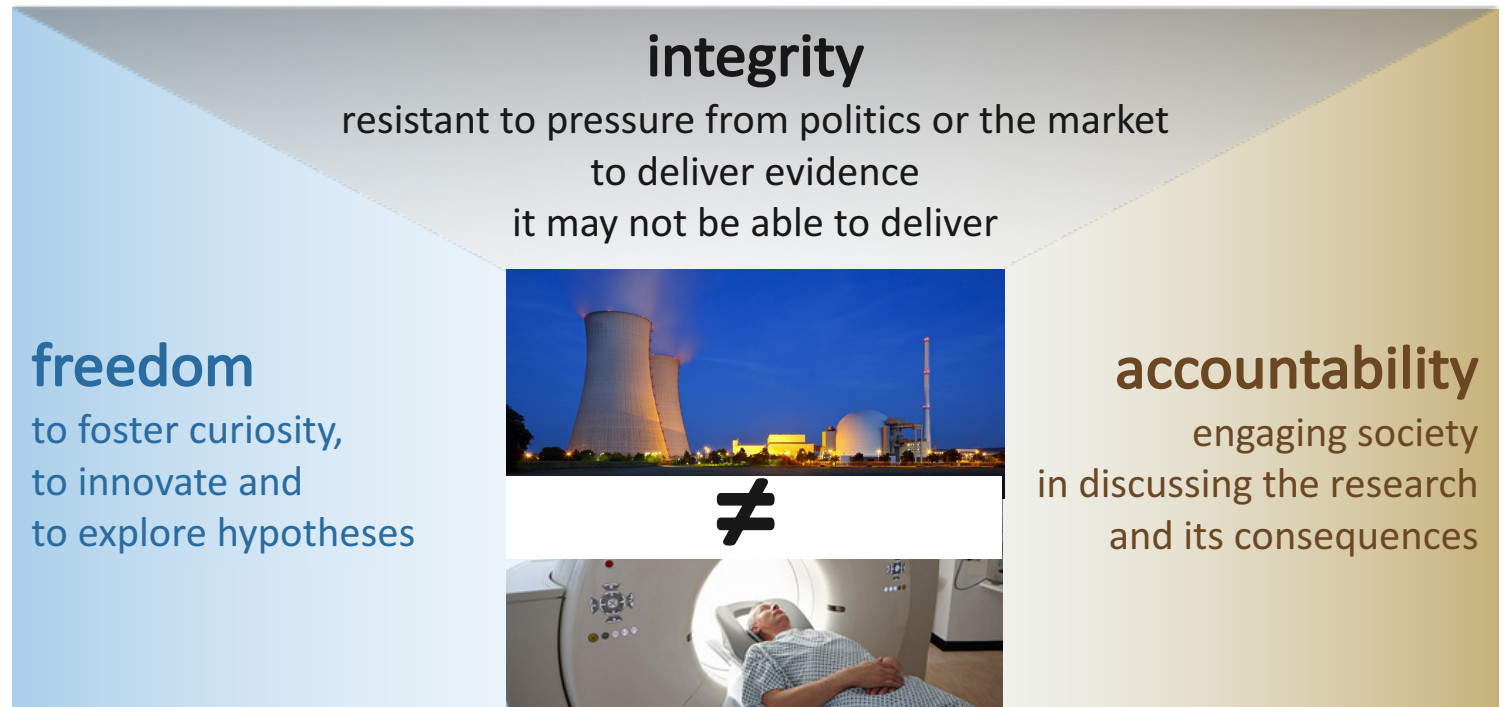 integrity
resistant to pressure from politics or the market
to deliver evidence
it may not be able to deliver
freedom
to foster curiosity,
to innovate and
to explore hypotheses
≠
accountability
engaging society
in discussing the research
and its consequences